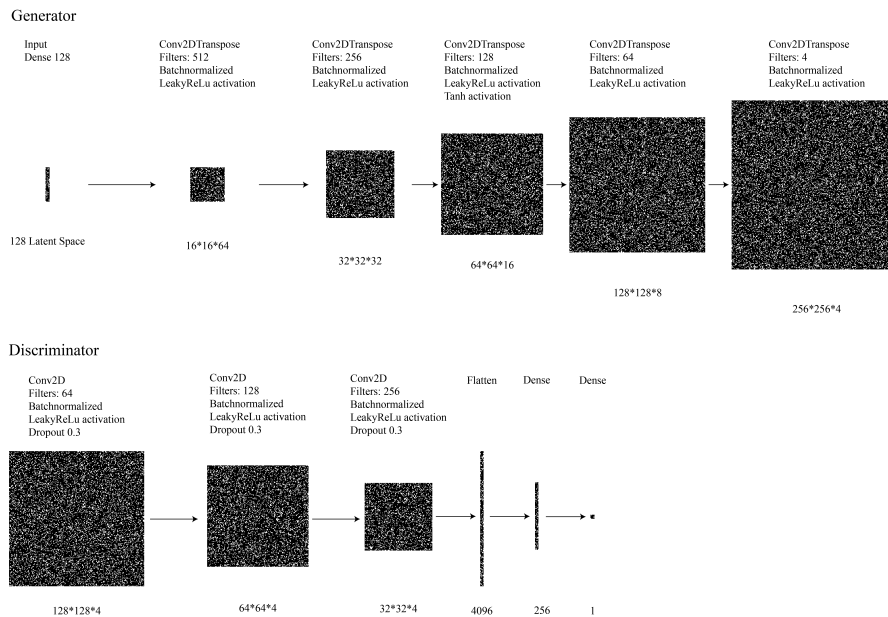 Generator
Input
Dense 128
Conv2DTranspose
Filters: 512
Batchnormalized
LeakyReLu activation
Conv2DTranspose
Filters: 256
Batchnormalized
LeakyReLu activation
Conv2DTranspose
Filters: 128
Batchnormalized
LeakyReLu activation
Tanh activation
Conv2DTranspose
Filters: 64
Batchnormalized
LeakyReLu activation
Conv2DTranspose
Filters: 4
Batchnormalized
LeakyReLu activation
128 Latent Space
16*16*64
32*32*32
64*64*16
128*128*8
256*256*4
Discriminator
Conv2D
Filters: 64
Batchnormalized
LeakyReLu activation
Dropout 0.3
Conv2D
Filters: 128
Batchnormalized
LeakyReLu activation
Dropout 0.3
Conv2D
Filters: 256
Batchnormalized
LeakyReLu activation
Dropout 0.3
Flatten
Dense
Dense
128*128*4
64*64*4
32*32*4
4096
256
1